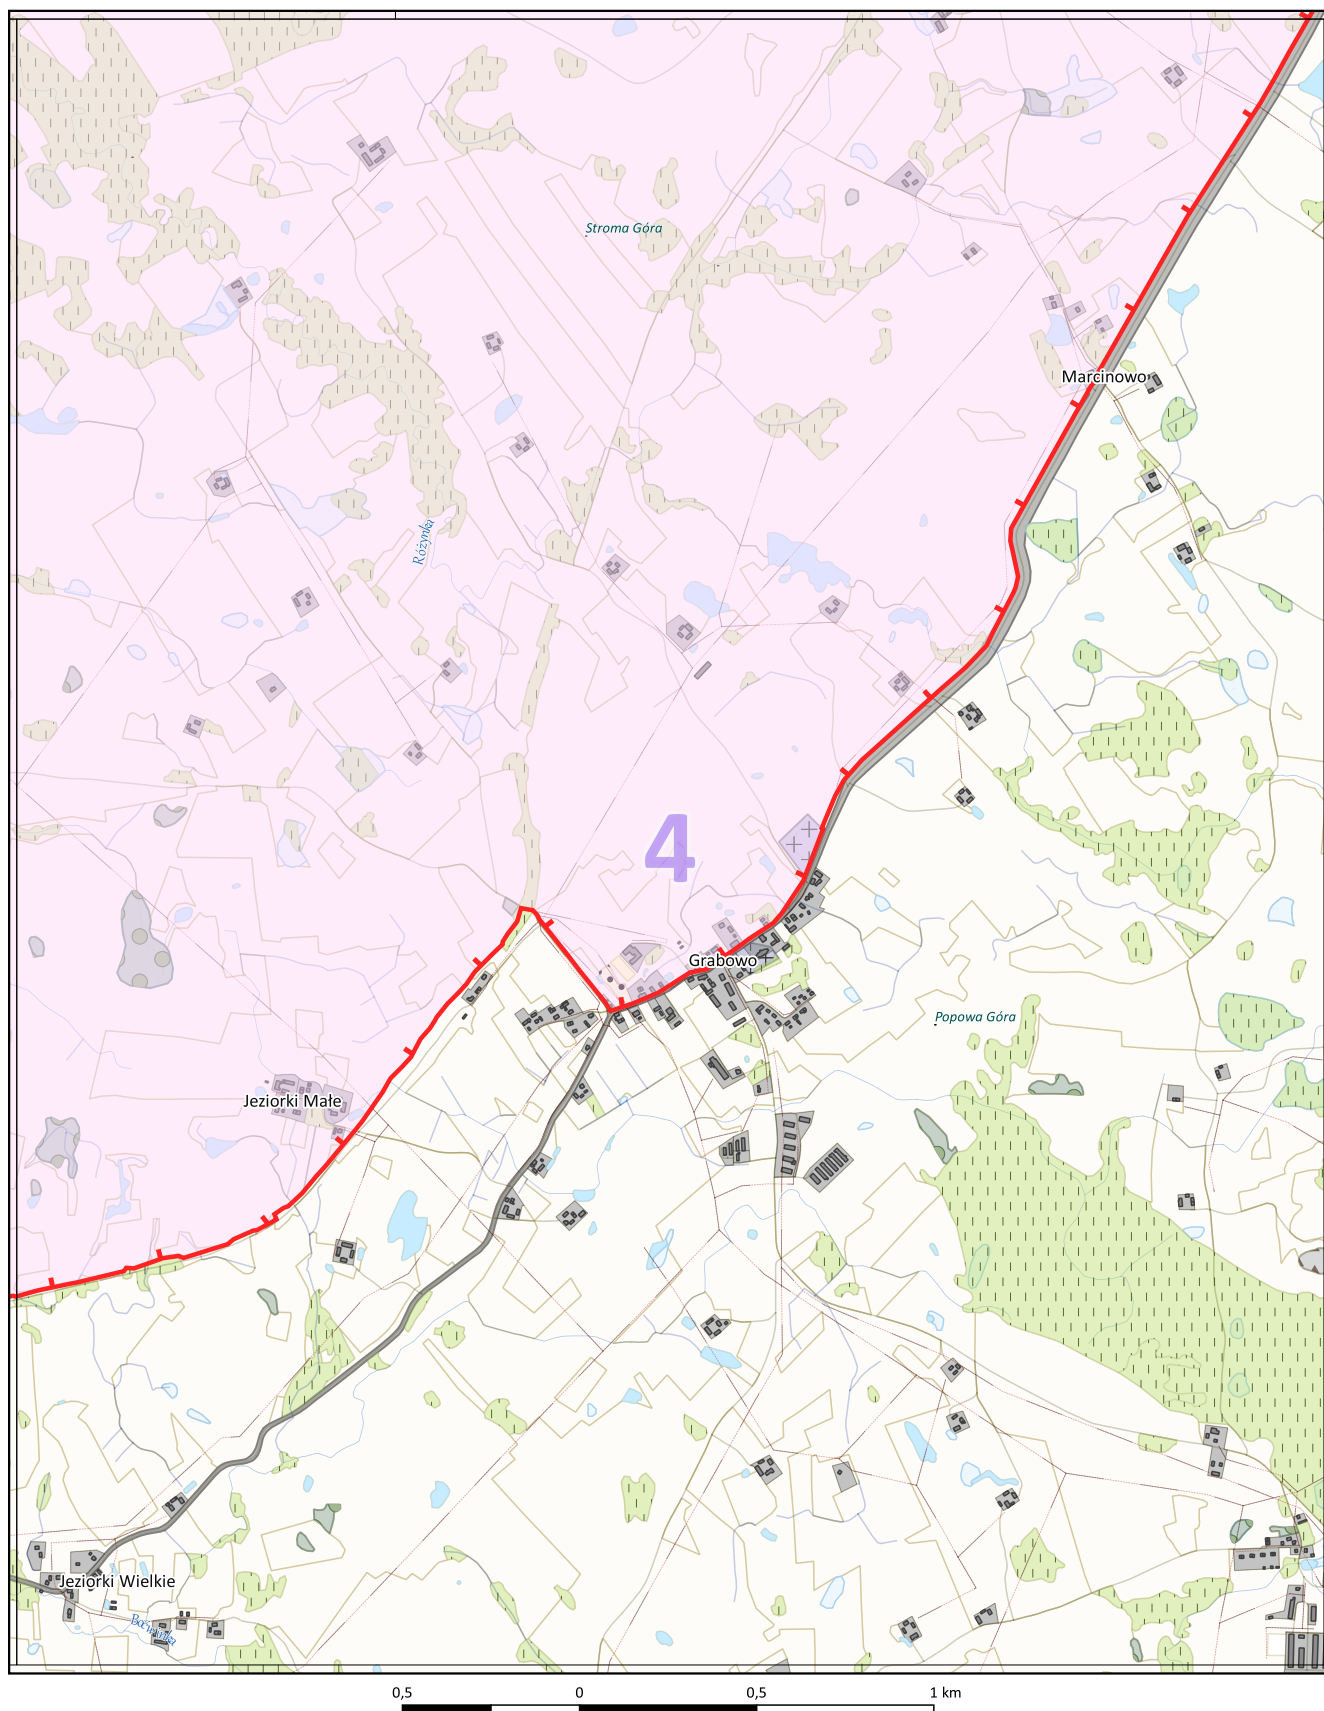 Stroma Góra
Marcinowo
Różynka
4
Grabowo
Popowa Góra
Jeziorki Małe
Jeziorki Wielkie
0,5 0 0,5 1 km